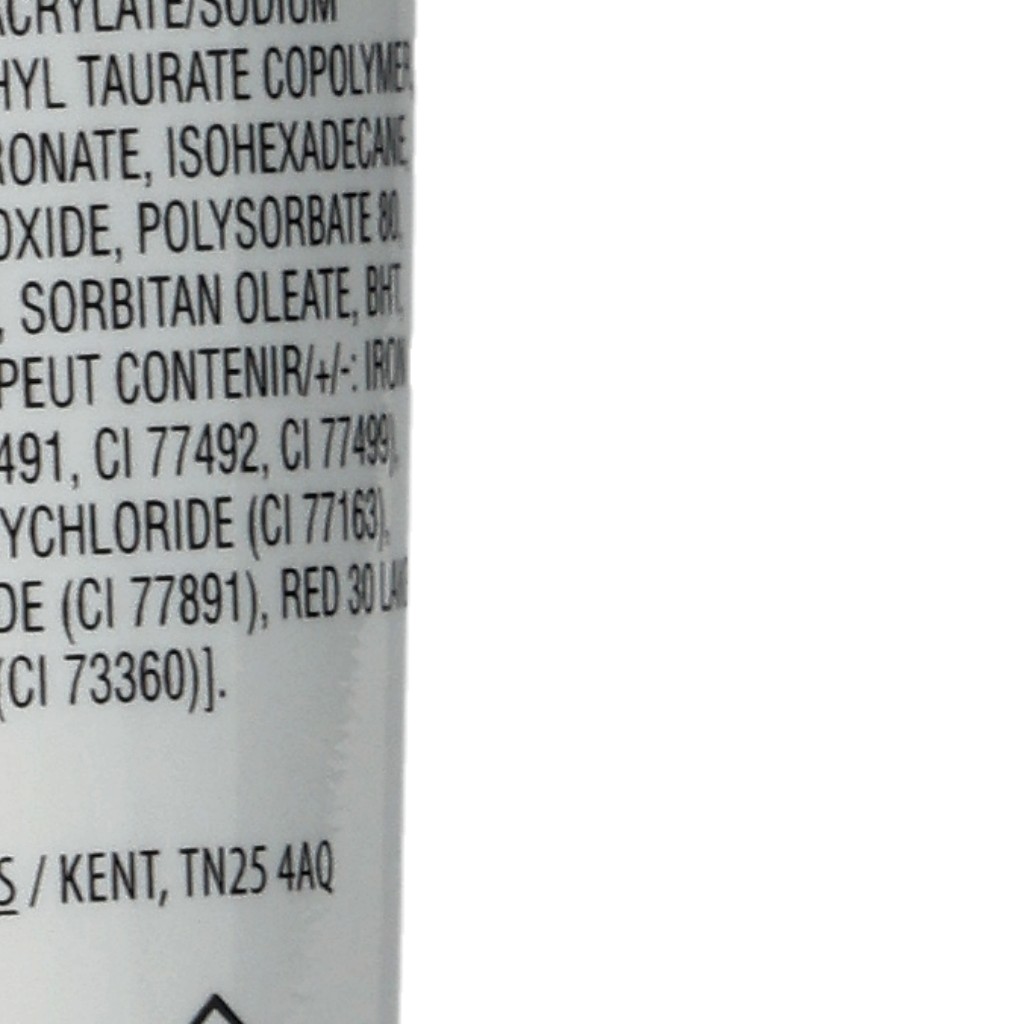 ACRYLATE/SODIUM
HYL TAURATE COPOLYMER,
RONATE, ISOHEXADECANE,
OXIDE, POLYSORBATE 80,
, SORBITAN OLEATE, BHT,
PEUT CONTENIR/+/-: IRON
491, CI 77492, CI 77499),
YCHLORIDE (CI 77163),
DE (CI 77891), RED 30 LAKE
(CI 73360)].
S / KENT, TN25 4AQ